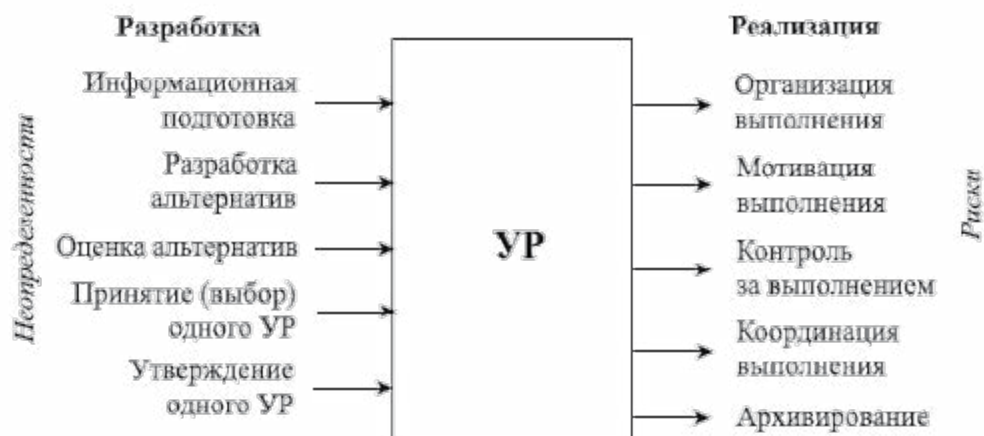 Разработка
Неопределенности
Информационная
подготовка
Разработка
альтернатив
Оценка альтернатив
Принятие (выбор)
одного УР
Утверждение
одного УР
УР
Реализация
Организация
выполнения
Мотивация
выполнения
Контроль
за выполнением
Координация
выполнения
Архивирование
Риски